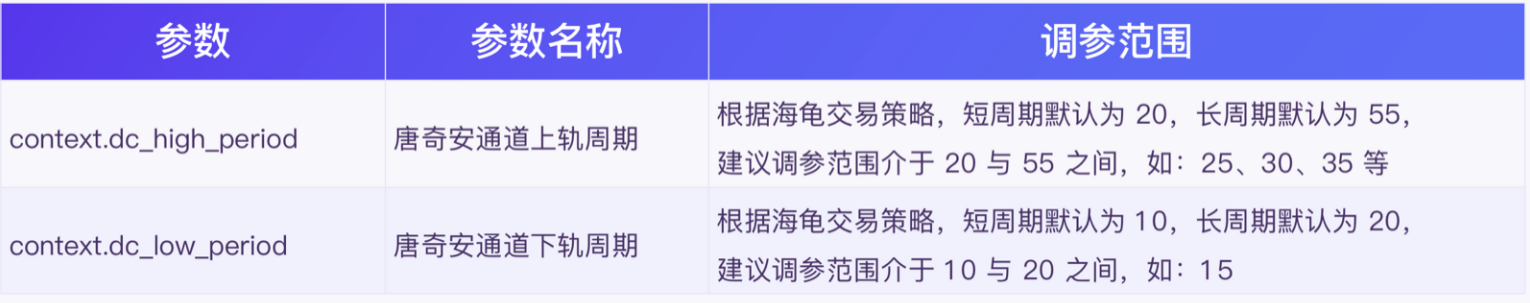 参数 参数名称 调参范围
context.dc_high_period 唐奇安通道上轨周期 根据海龟交易策略，短周期默认为 20，长周期默认为 55，
建议调参范围介于 20 与 55 之间，如：25、30、35 等
context.dc_low_period 唐奇安通道下轨周期 根据海龟交易策略，短周期默认为 10，长周期默认为 20，
建议调参范围介于 10 与 20 之间，如：15